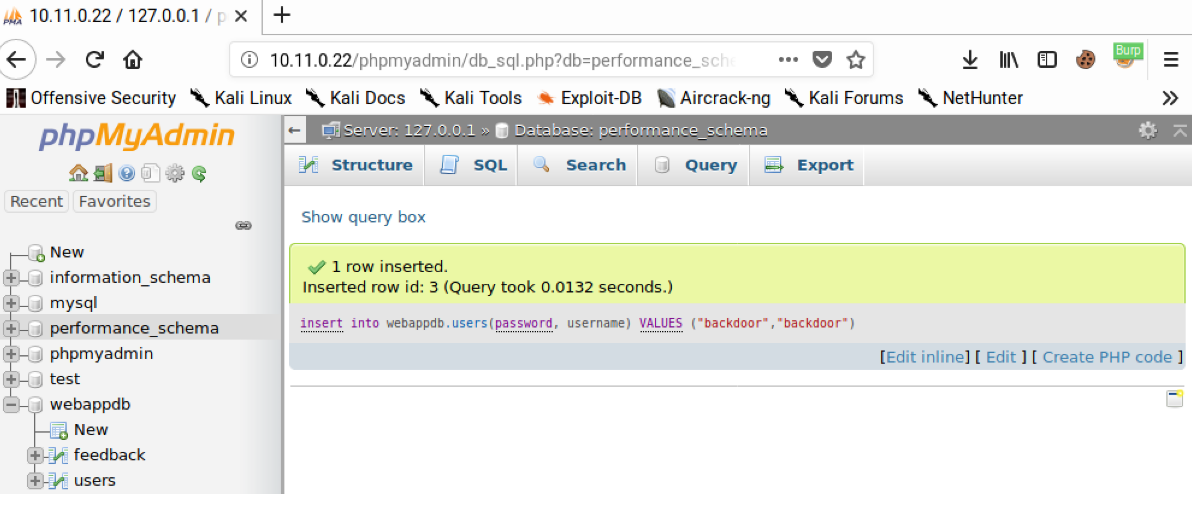 10.11.0.22 / 127.0.0.1 / p
10.11.0.22/phpmyadmin/db_sql.php?db=performance_sche
Burp
Offensive Security Kali Linux Kali Docs Kali Tools Exploit-DB Aircrack-ng Kali Forums NetHunter
phpMyAdmin
Recent Favorites
New
information_schema
mysql
performance_schema
phpmyadmin
test
webappdb
New
feedback
users
Server: 127.0.0.1 » Database: performance_schema
Structure SQL Search Query Export
Show query box
1 row inserted.
Inserted row id: 3 (Query took 0.0132 seconds.)
insert into webappdb.users(password, username) VALUES ("backdoor","backdoor")
[Edit inline] [ Edit ] [ Create PHP code ]